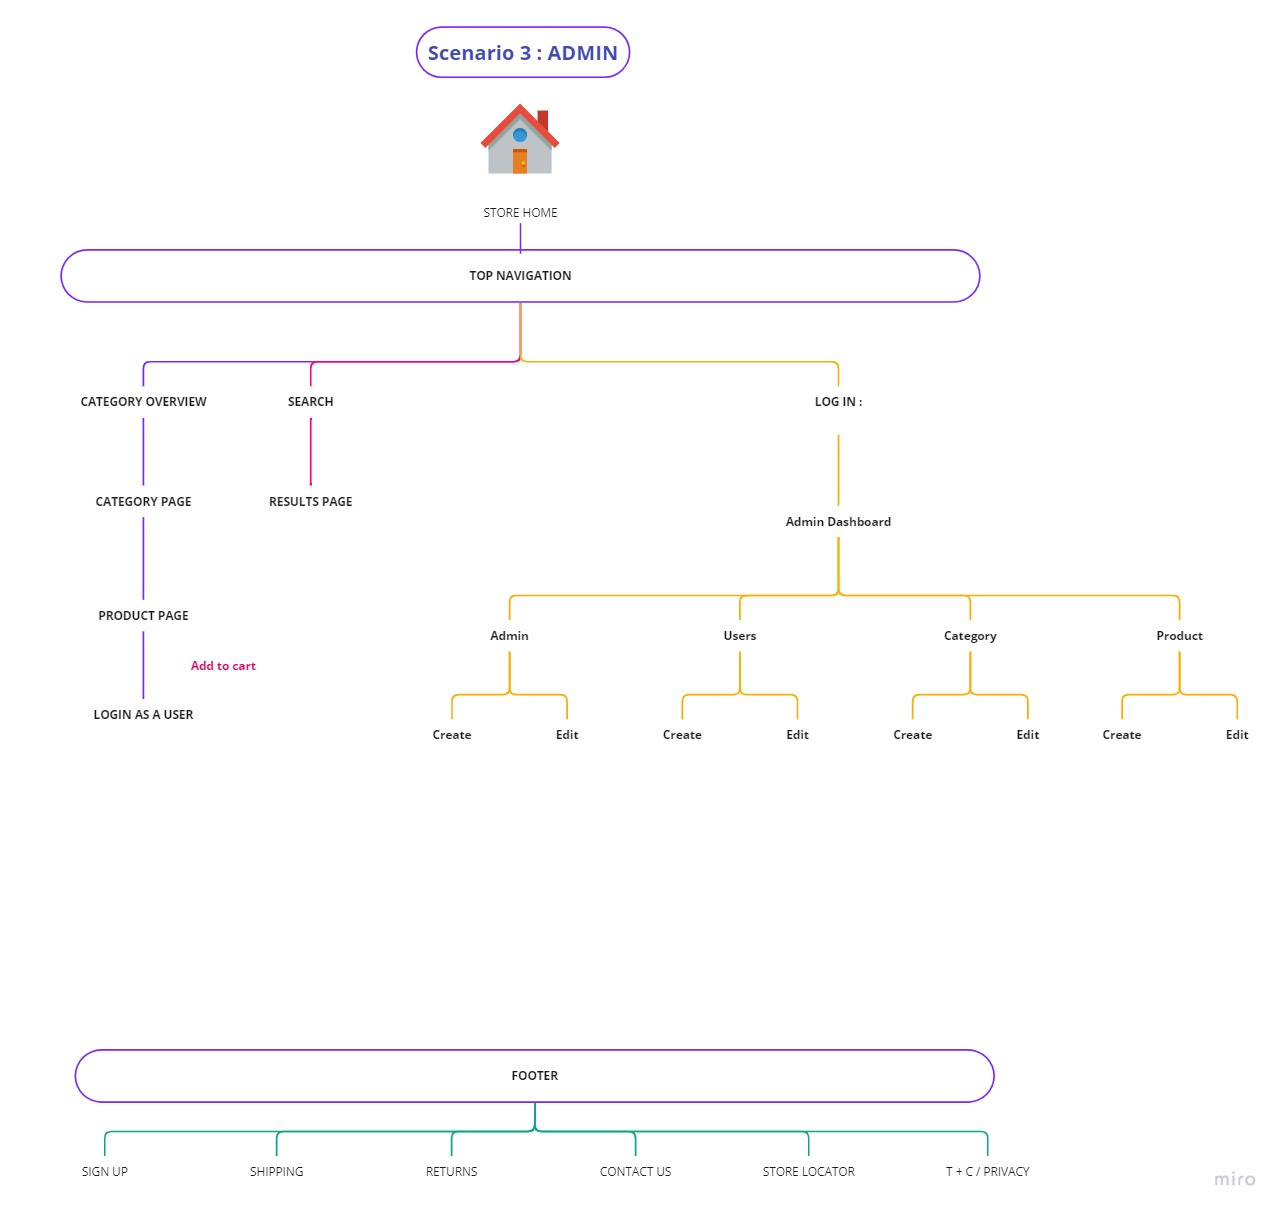 Scenario 3 : ADMIN
STORE HOME
TOP NAVIGATION
CATEGORY OVERVIEW
SEARCH
LOG IN :
CATEGORY PAGE
RESULTS PAGE
Admin Dashboard
PRODUCT PAGE
Admin
Users
Category
Product
Add to cart
LOGIN AS A USER
Create
Edit
Create
Edit
Create
Edit
Create
Edit
FOOTER
SIGN UP
SHIPPING
RETURNS
CONTACT US
STORE LOCATOR
T + C / PRIVACY
miro